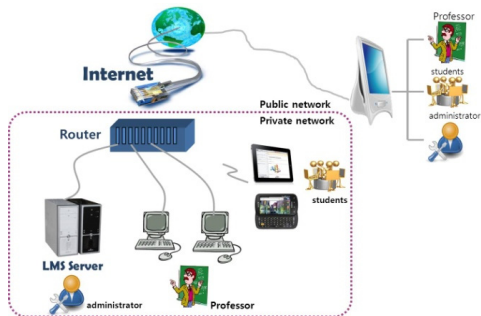 Professor
students
administrator
Internet
Public network
Private network
Router
students
LMS Server
administrator
Professor